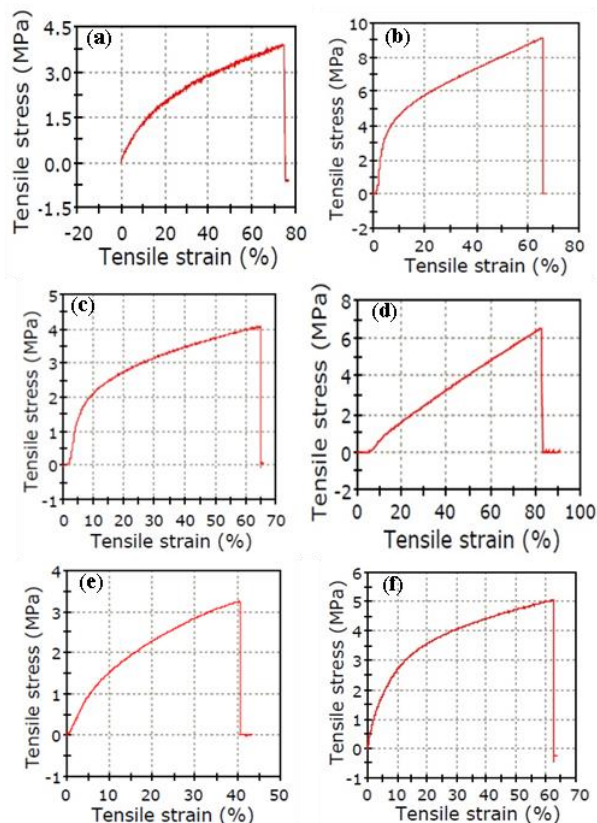 (a)
Tensile stress (MPa)
4.5
3.0
1.5
0.0
-1.5
-20 0 20 40 60 80
Tensile strain (%)
(b)
Tensile stress (MPa)
10
8
6
4
2
0
-2
0 20 40 60 80
Tensile strain (%)
(c)
Tensile stress (MPa)
5
4
3
2
1
0
-1
0 10 20 30 40 50 60 70
Tensile strain (%)
(d)
Tensile stress (MPa)
8
6
4
2
0
-2
0 20 40 60 80 100
Tensile strain (%)
(e)
Tensile stress (MPa)
4
3
2
1
0
-1
0 10 20 30 40 50
Tensile strain (%)
(f)
Tensile stress (MPa)
6
5
4
3
2
1
0
-1
0 10 20 30 40 50 60 70
Tensile strain (%)